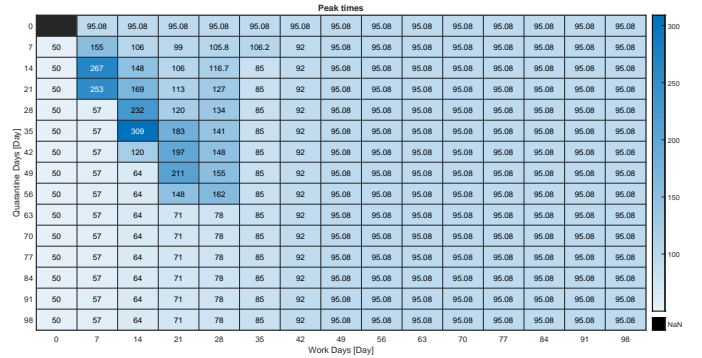 Peak times
0 95.08 95.08 95.08 95.08 95.08 95.08 95.08 95.08 95.08 95.08 95.08 95.08 95.08 95.08
7 50 155 106 99 105.8 106.2 92 95.08 95.08 95.08 95.08 95.08 95.08 95.08 95.08
14 50 267 148 106 116.7 85 92 95.08 95.08 95.08 95.08 95.08 95.08 95.08 95.08
21 50 253 169 113 127 85 92 95.08 95.08 95.08 95.08 95.08 95.08 95.08 95.08
28 50 57 232 120 134 85 92 95.08 95.08 95.08 95.08 95.08 95.08 95.08 95.08
35 50 57 309 183 141 85 92 95.08 95.08 95.08 95.08 95.08 95.08 95.08 95.08
42 50 57 120 197 148 85 92 95.08 95.08 95.08 95.08 95.08 95.08 95.08 95.08
49 50 57 64 211 155 85 92 95.08 95.08 95.08 95.08 95.08 95.08 95.08 95.08
56 50 57 64 148 162 85 92 95.08 95.08 95.08 95.08 95.08 95.08 95.08 95.08
63 50 57 64 71 78 85 92 95.08 95.08 95.08 95.08 95.08 95.08 95.08 95.08
70 50 57 64 71 78 85 92 95.08 95.08 95.08 95.08 95.08 95.08 95.08 95.08
77 50 57 64 71 78 85 92 95.08 95.08 95.08 95.08 95.08 95.08 95.08 95.08
84 50 57 64 71 78 85 92 95.08 95.08 95.08 95.08 95.08 95.08 95.08 95.08
91 50 57 64 71 78 85 92 95.08 95.08 95.08 95.08 95.08 95.08 95.08 95.08
98 50 57 64 71 78 85 92 95.08 95.08 95.08 95.08 95.08 95.08 95.08 95.08
0 7 14 21 28 35 42 49 56 63 70 77 84 91 98
Work Days [Day]
Quarantine Days [Day]
300
250
200
150
100
NaN